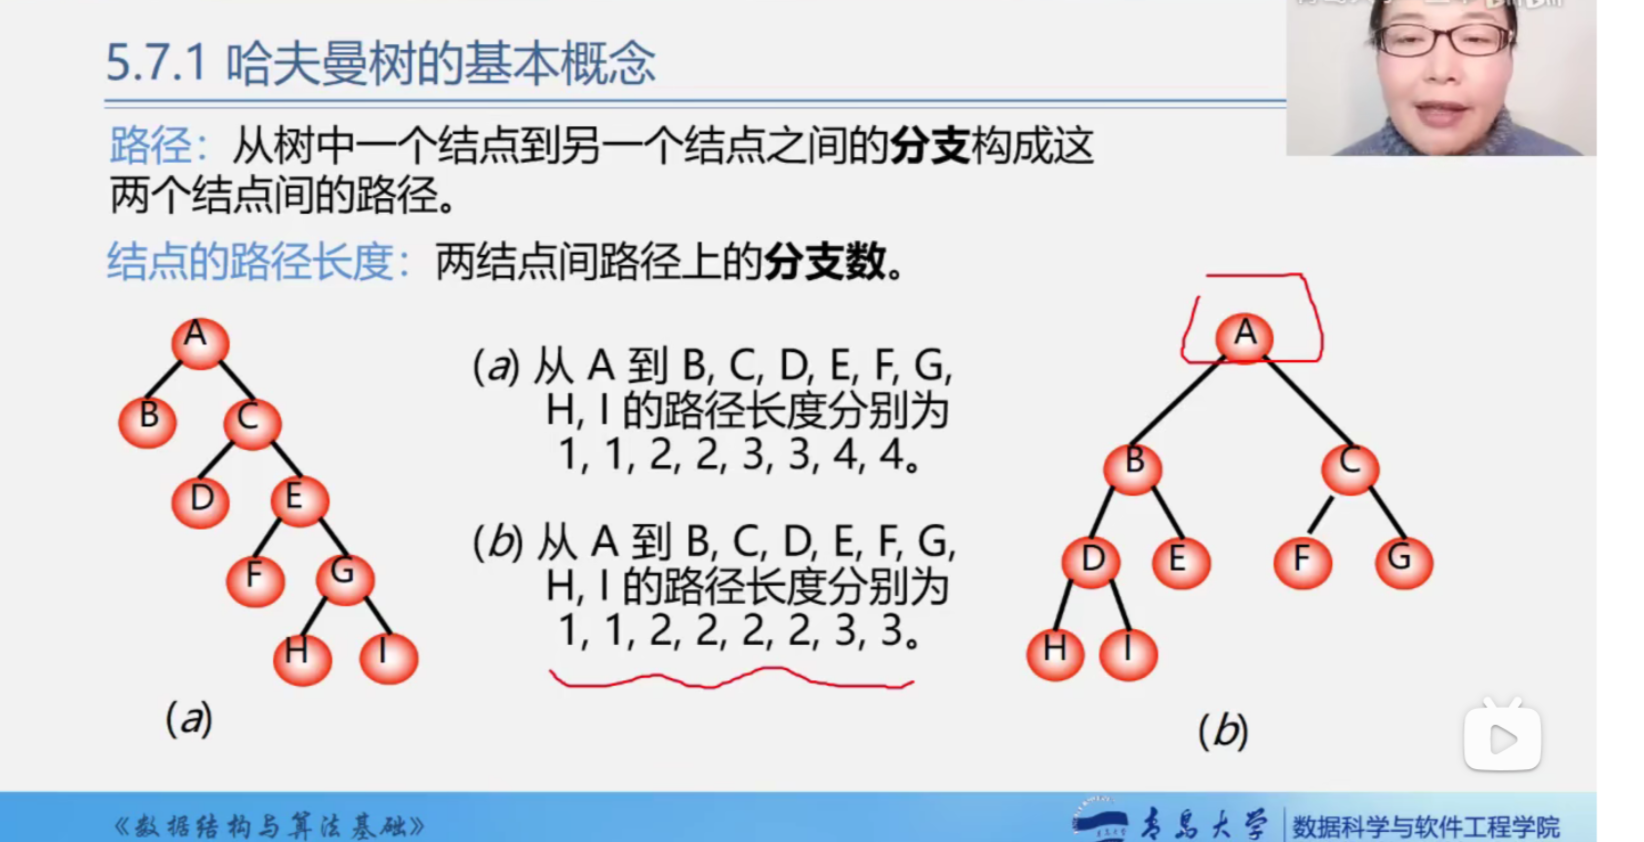 5.7.1 哈夫曼树的基本概念
路径：从树中一个结点到另一个结点之间的分支构成这
两个结点间的路径。
结点的路径长度：两结点间路径上的分支数。
A
B
C
D
E
F
G
H
I
(a)
(a) 从 A 到 B, C, D, E, F, G,
H, I 的路径长度分别为
1, 1, 2, 2, 3, 3, 4, 4。
(b) 从 A 到 B, C, D, E, F, G,
H, I 的路径长度分别为
1, 1, 2, 2, 2, 2, 3, 3。
A
B
C
D
E
F
G
H
I
(b)
《数据结构与算法基础》
青岛大学
数据科学与软件工程学院